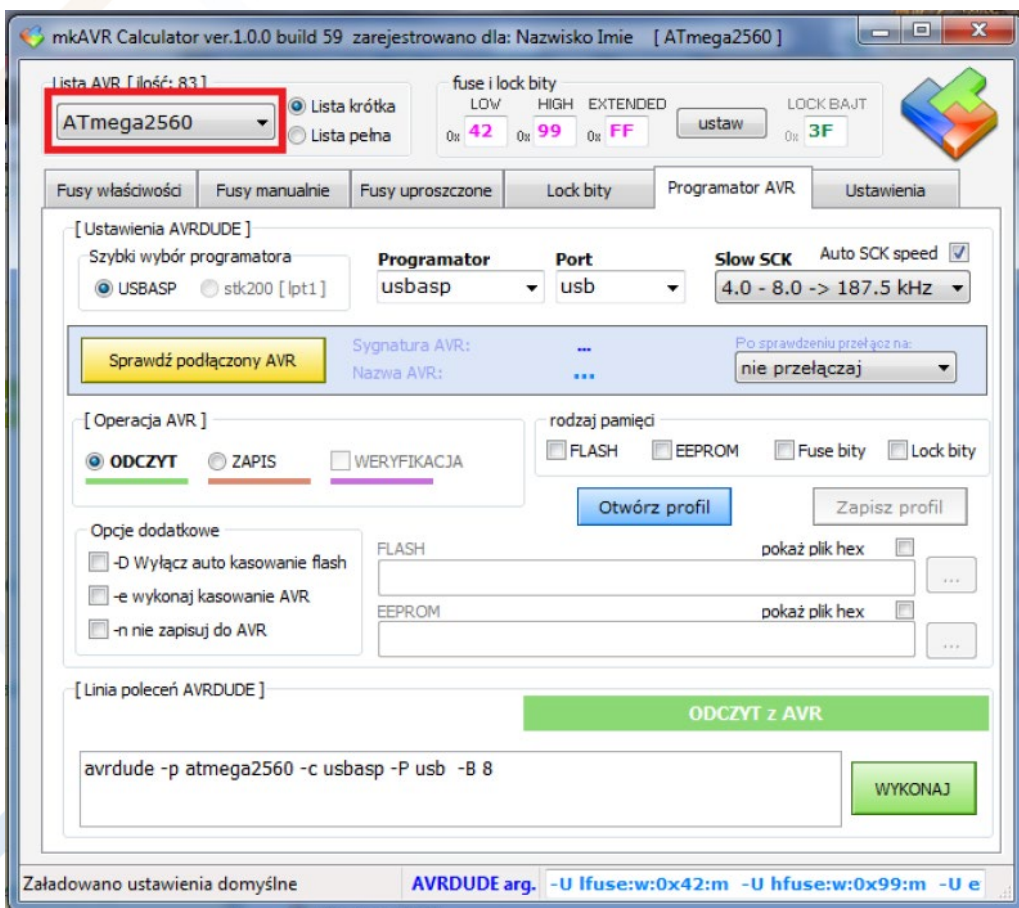 mkAVR Calculator ver.1.0.0 build 59 zarejestrowano dla: Nazwisko Imie [ ATmega2560 ]
Lista AVR [ ilość: 83 ]
ATmega2560
Lista krótka
Lista pełna
fuse i lock bity
LOW HIGH EXTENDED LOCK BAJT
0x 42 0x 99 0x FF ustaw 0x 3F
Fusy właściwości Fusy manualnie Fusy uproszczone Lock bity Programator AVR Ustawienia
[ Ustawienia AVRDUDE ]
Szybki wybór programatora
USBASP stk200 [ lpt1 ]
Programator Port Slow SCK Auto SCK speed
usbasp usb 4.0 - 8.0 -> 187.5 kHz
Sprawdź podłączony AVR
Sygnatura AVR: ...
Nazwa AVR: ...
Po sprawdzeniu przełącz na:
nie przełączaj
[ Operacja AVR ]
ODCZYT ZAPIS WERYFIKACJA
rodzaj pamięci
FLASH EEPROM Fuse bity Lock bity
Otwórz profil Zapisz profil
Opcje dodatkowe
-D Wyłącz auto kasowanie flash
-e wykonaj kasowanie AVR
-n nie zapisuj do AVR
FLASH pokaż plik hex
...
EEPROM pokaż plik hex
...
[ Linia poleceń AVRDUDE ]
ODCZYT z AVR
avrdude -p atmega2560 -c usbasp -P usb -B 8
WYKONAJ
Załadowano ustawienia domyślne AVRDUDE arg. -U lfuse:w:0x42:m -U hfuse:w:0x99:m -U e